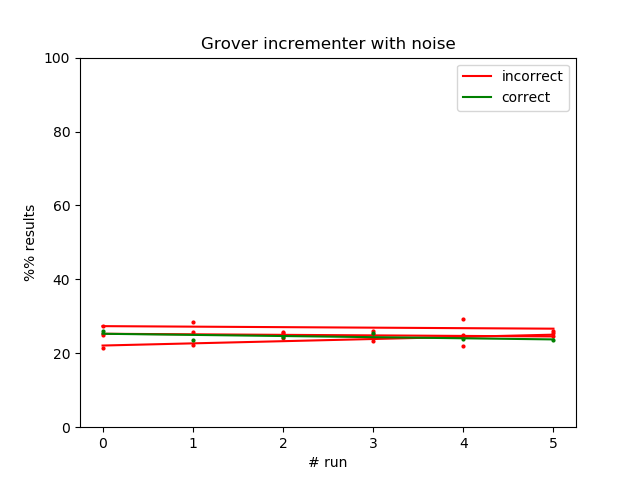 Grover incrementer with noise
100
80
60
40
20
0
%% results
incorrect
correct
0 1 2 3 4 5
# run